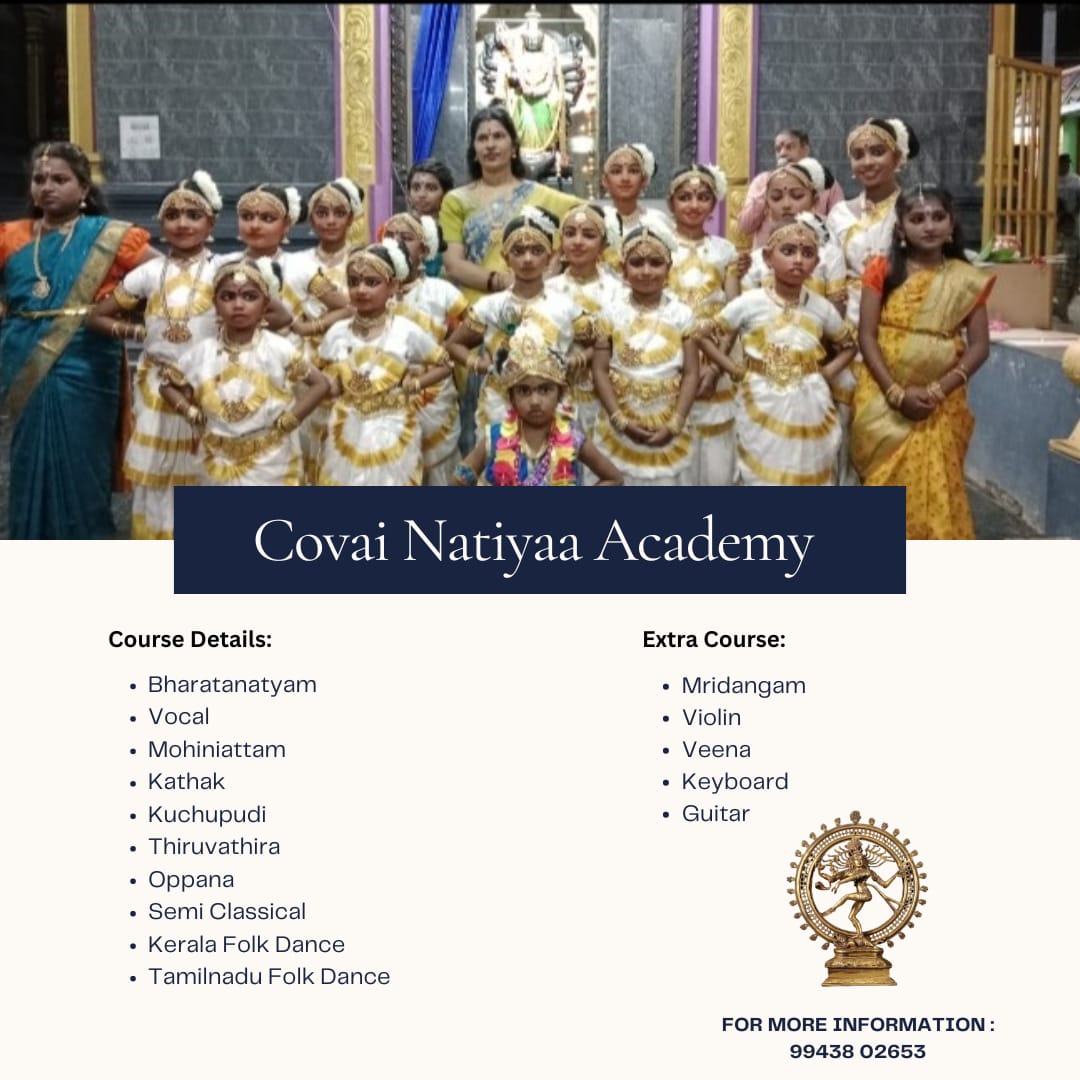 Covai Natiyaa Academy
Course Details:
Bharatanatyam
Vocal
Mohiniattam
Kathak
Kuchupudi
Thiruvathira
Oppana
Semi Classical
Kerala Folk Dance
Tamilnadu Folk Dance
Extra Course:
Mridangam
Violin
Veena
Keyboard
Guitar
FOR MORE INFORMATION :
99438 02653